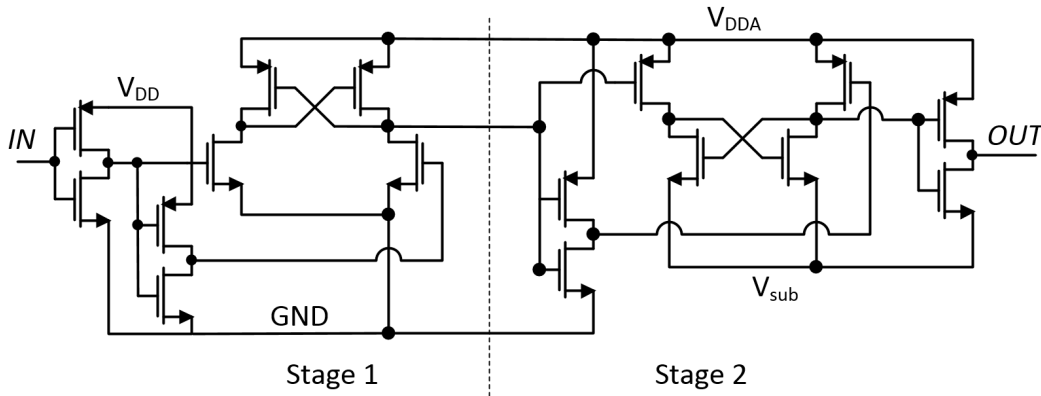 V_DDA
V_DD
IN
OUT
V_sub
GND
Stage 1
Stage 2